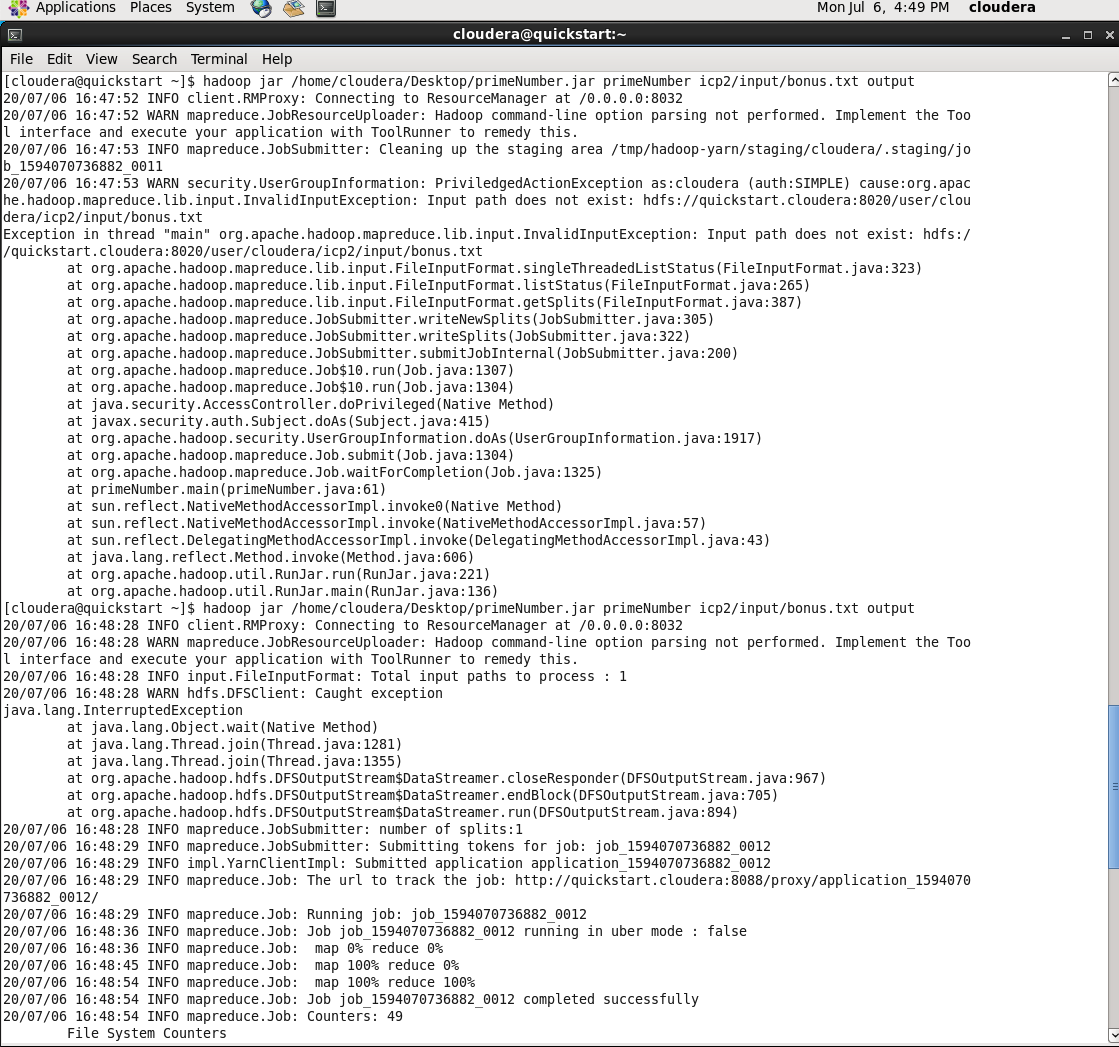 Applications Places System Mon Jul 6, 4:49 PM cloudera
cloudera@quickstart:~
File Edit View Search Terminal Help
[cloudera@quickstart ~]$ hadoop jar /home/cloudera/Desktop/primeNumber.jar primeNumber icp2/input/bonus.txt output
20/07/06 16:47:52 INFO client.RMProxy: Connecting to ResourceManager at /0.0.0.0:8032
20/07/06 16:47:52 WARN mapreduce.JobResourceUploader: Hadoop command-line option parsing not performed. Implement the Too
l interface and execute your application with ToolRunner to remedy this.
20/07/06 16:47:53 INFO mapreduce.JobSubmitter: Cleaning up the staging area /tmp/hadoop-yarn/staging/cloudera/.staging/jo
b_1594070736882_0011
20/07/06 16:47:53 WARN security.UserGroupInformation: PriviledgedActionException as:cloudera (auth:SIMPLE) cause:org.apac
he.hadoop.mapreduce.lib.input.InvalidInputException: Input path does not exist: hdfs://quickstart.cloudera:8020/user/clou
dera/icp2/input/bonus.txt
Exception in thread "main" org.apache.hadoop.mapreduce.lib.input.InvalidInputException: Input path does not exist: hdfs:/
/quickstart.cloudera:8020/user/cloudera/icp2/input/bonus.txt
at org.apache.hadoop.mapreduce.lib.input.FileInputFormat.singleThreadedListStatus(FileInputFormat.java:323)
at org.apache.hadoop.mapreduce.lib.input.FileInputFormat.listStatus(FileInputFormat.java:265)
at org.apache.hadoop.mapreduce.lib.input.FileInputFormat.getSplits(FileInputFormat.java:387)
at org.apache.hadoop.mapreduce.JobSubmitter.writeNewSplits(JobSubmitter.java:305)
at org.apache.hadoop.mapreduce.JobSubmitter.writeSplits(JobSubmitter.java:322)
at org.apache.hadoop.mapreduce.JobSubmitter.submitJobInternal(JobSubmitter.java:200)
at org.apache.hadoop.mapreduce.Job$10.run(Job.java:1307)
at org.apache.hadoop.mapreduce.Job$10.run(Job.java:1304)
at java.security.AccessController.doPrivileged(Native Method)
at javax.security.auth.Subject.doAs(Subject.java:415)
at org.apache.hadoop.security.UserGroupInformation.doAs(UserGroupInformation.java:1917)
at org.apache.hadoop.mapreduce.Job.submit(Job.java:1304)
at org.apache.hadoop.mapreduce.Job.waitForCompletion(Job.java:1325)
at primeNumber.main(primeNumber.java:61)
at sun.reflect.NativeMethodAccessorImpl.invoke0(Native Method)
at sun.reflect.NativeMethodAccessorImpl.invoke(NativeMethodAccessorImpl.java:57)
at sun.reflect.DelegatingMethodAccessorImpl.invoke(DelegatingMethodAccessorImpl.java:43)
at java.lang.reflect.Method.invoke(Method.java:606)
at org.apache.hadoop.util.RunJar.run(RunJar.java:221)
at org.apache.hadoop.util.RunJar.main(RunJar.java:136)
[cloudera@quickstart ~]$ hadoop jar /home/cloudera/Desktop/primeNumber.jar primeNumber icp2/input/bonus.txt output
20/07/06 16:48:28 INFO client.RMProxy: Connecting to ResourceManager at /0.0.0.0:8032
20/07/06 16:48:28 WARN mapreduce.JobResourceUploader: Hadoop command-line option parsing not performed. Implement the Too
l interface and execute your application with ToolRunner to remedy this.
20/07/06 16:48:28 INFO input.FileInputFormat: Total input paths to process : 1
20/07/06 16:48:28 WARN hdfs.DFSClient: Caught exception
java.lang.InterruptedException
at java.lang.Object.wait(Native Method)
at java.lang.Thread.join(Thread.java:1281)
at java.lang.Thread.join(Thread.java:1355)
at org.apache.hadoop.hdfs.DFSOutputStream$DataStreamer.closeResponder(DFSOutputStream.java:967)
at org.apache.hadoop.hdfs.DFSOutputStream$DataStreamer.endBlock(DFSOutputStream.java:705)
at org.apache.hadoop.hdfs.DFSOutputStream$DataStreamer.run(DFSOutputStream.java:894)
20/07/06 16:48:28 INFO mapreduce.JobSubmitter: number of splits:1
20/07/06 16:48:29 INFO mapreduce.JobSubmitter: Submitting tokens for job: job_1594070736882_0012
20/07/06 16:48:29 INFO impl.YarnClientImpl: Submitted application application_1594070736882_0012
20/07/06 16:48:29 INFO mapreduce.Job: The url to track the job: http://quickstart.cloudera:8088/proxy/application_1594070
736882_0012/
20/07/06 16:48:29 INFO mapreduce.Job: Running job: job_1594070736882_0012
20/07/06 16:48:36 INFO mapreduce.Job: Job job_1594070736882_0012 running in uber mode : false
20/07/06 16:48:36 INFO mapreduce.Job:  map 0% reduce 0%
20/07/06 16:48:45 INFO mapreduce.Job:  map 100% reduce 0%
20/07/06 16:48:54 INFO mapreduce.Job:  map 100% reduce 100%
20/07/06 16:48:54 INFO mapreduce.Job: Job job_1594070736882_0012 completed successfully
20/07/06 16:48:54 INFO mapreduce.Job: Counters: 49
File System Counters